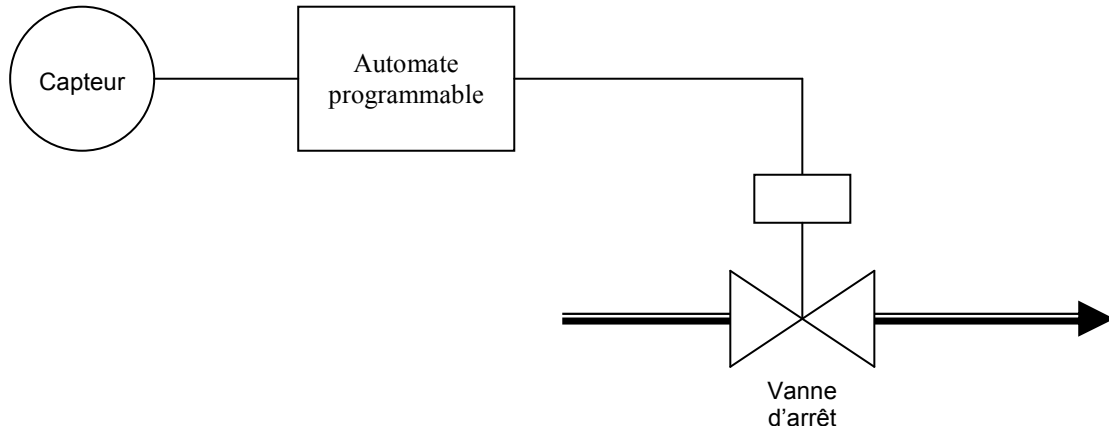 Capteur
Automate
programmable
Vanne
d’arrêt